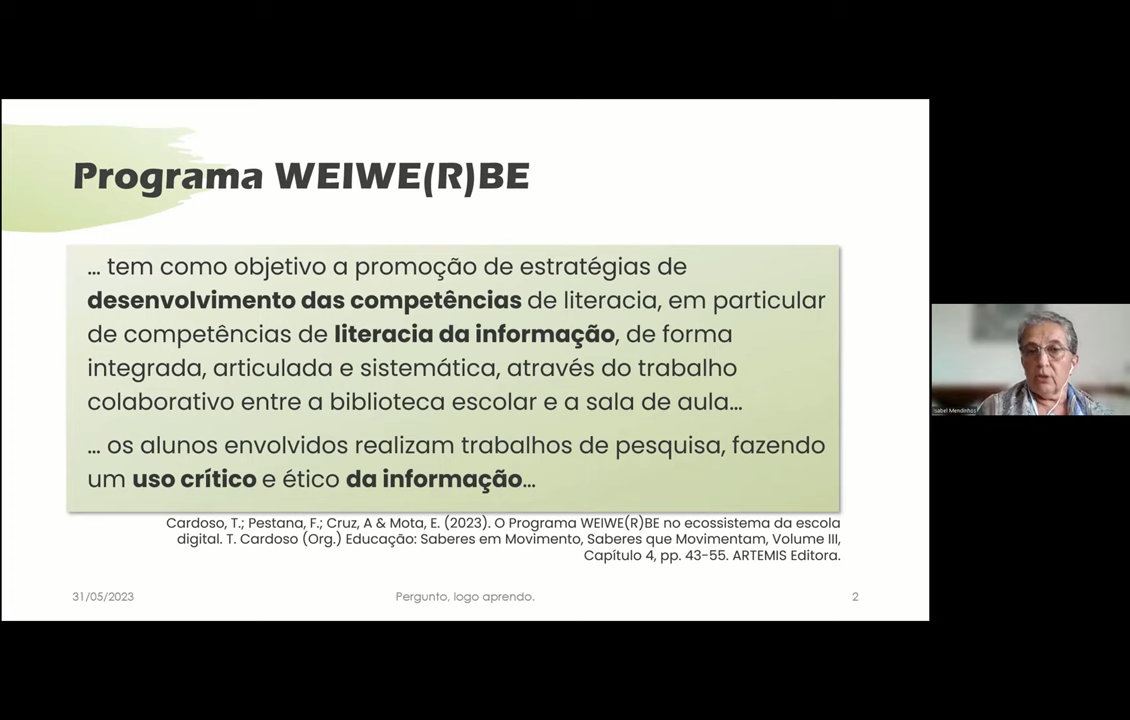 Programa WEIWE(R)BE
... tem como objetivo a promoção de estratégias de
desenvolvimento das competências de literacia, em particular
de competências de literacia da informação, de forma
integrada, articulada e sistemática, através do trabalho
colaborativo entre a biblioteca escolar e a sala de aula...
... os alunos envolvidos realizam trabalhos de pesquisa, fazendo
um uso crítico e ético da informação...
Cardoso, T.; Pestana, F.; Cruz, A & Mota, E. (2023). O Programa WEIWE(R)BE no ecossistema da escola
digital. T. Cardoso (Org.) Educação: Saberes em Movimento, Saberes que Movimentam, Volume III,
Capítulo 4, pp. 43-55. ARTEMIS Editora.
31/05/2023
Pergunto, logo aprendo.
2
Isabel Mendinhos